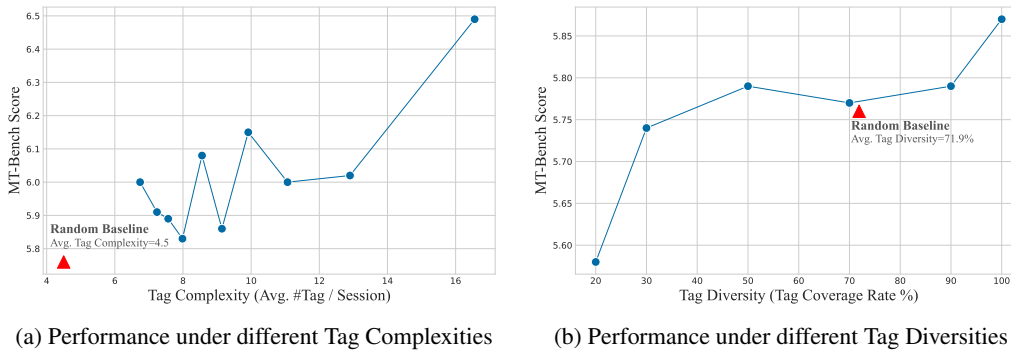 6.5
6.4
6.3
6.2
6.1
6.0
5.9
5.8
MT-Bench Score
Random Baseline
Avg. Tag Complexity=4.5
4 6 8 10 12 14 16
Tag Complexity (Avg. #Tag / Session)
(a) Performance under different Tag Complexities
5.85
5.80
5.75
5.70
5.65
5.60
MT-Bench Score
Random Baseline
Avg. Tag Diversity=71.9%
20 30 40 50 60 70 80 90 100
Tag Diversity (Tag Coverage Rate %)
(b) Performance under different Tag Diversities